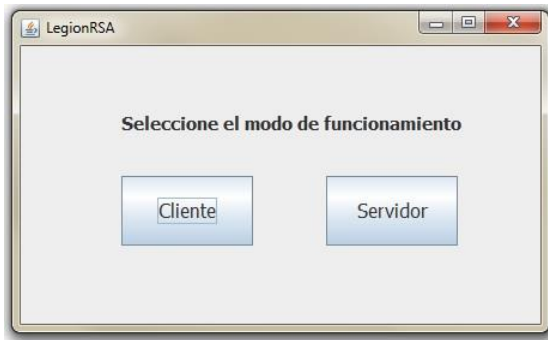 LegionRSA
Seleccione el modo de funcionamiento
Cliente
Servidor